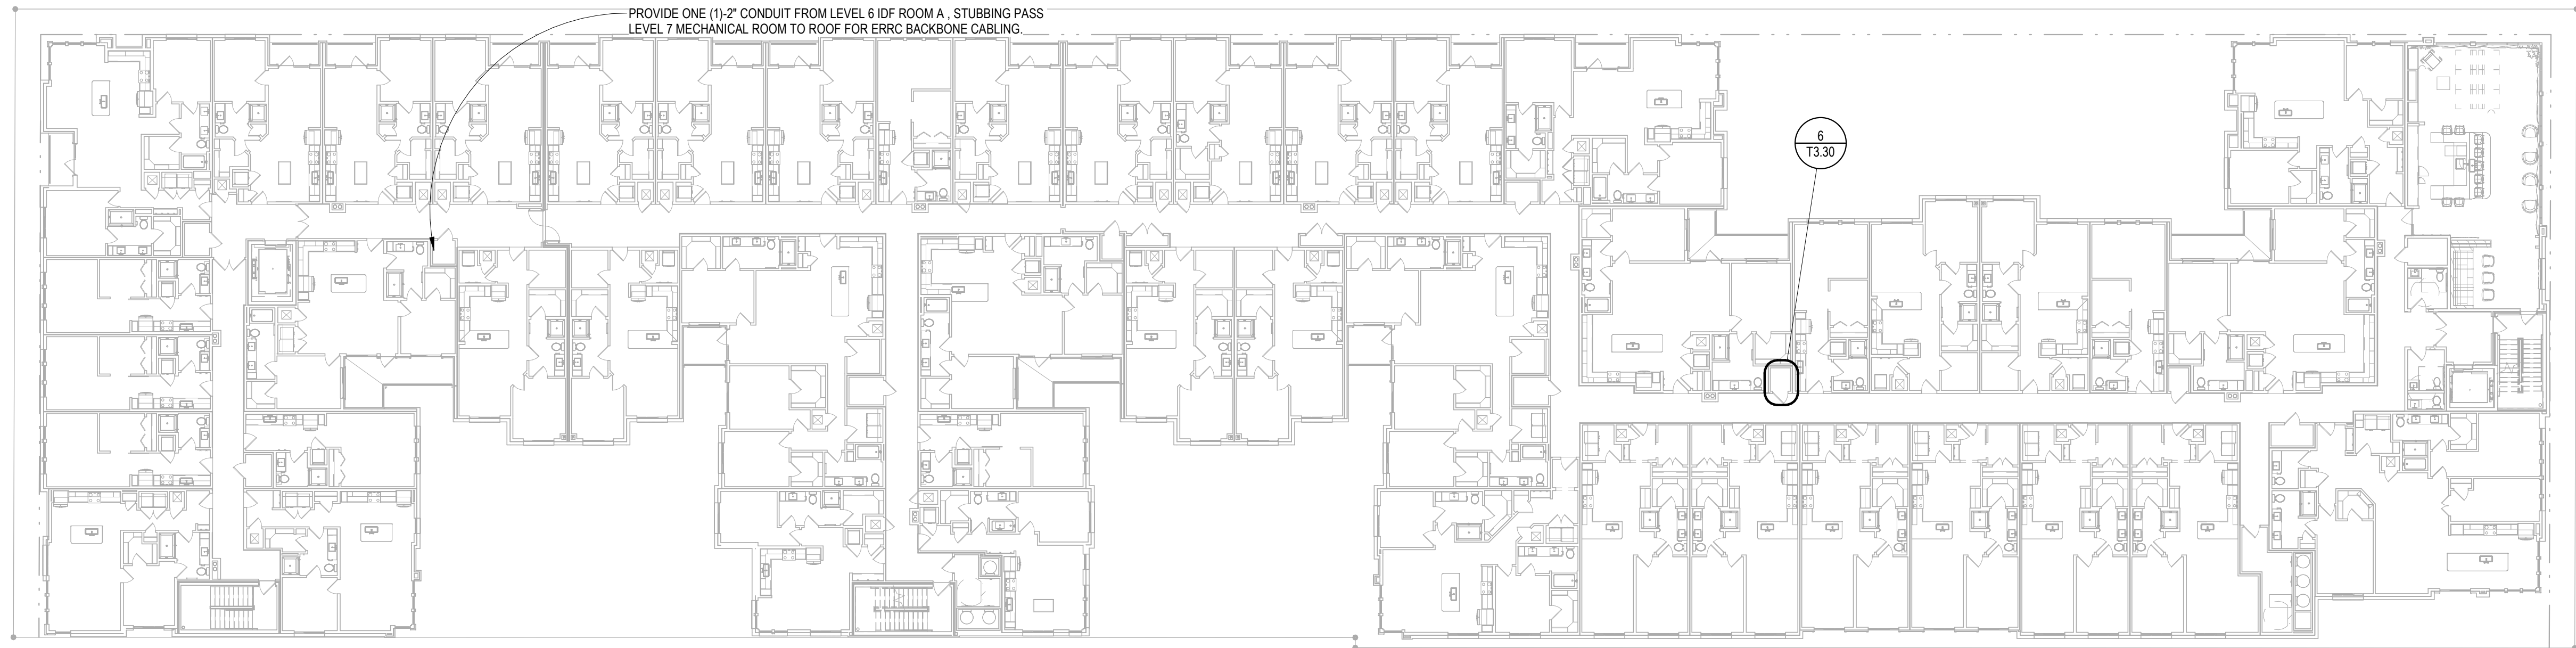 PROVIDE ONE (1)-2" CONDUIT FROM LEVEL 6 IDF ROOM A , STUBBING PASS
LEVEL 7 MECHANICAL ROOM TO ROOF FOR ERRC BACKBONE CABLING.
6
T3.30